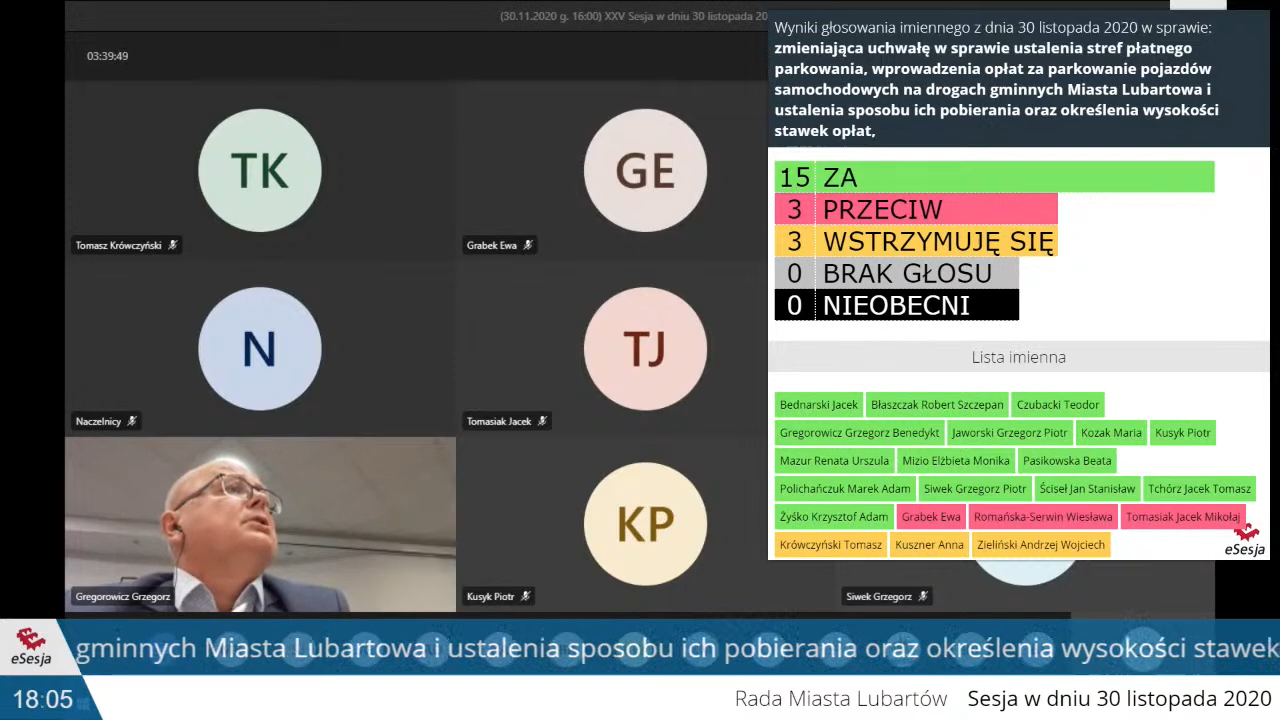 (30.11.2020 g. 16:00) XXV Sesja w dniu 30 listopada 20
03:39:49
TK
Tomasz Krówczyński
GE
Grabek Ewa
N
Naczelnicy
TJ
Tomasiak Jacek
Gregorowicz Grzegorz
KP
Kusyk Piotr
Siwek Grzegorz
Wyniki głosowania imiennego z dnia 30 listopada 2020 w sprawie:
zmieniająca uchwałę w sprawie ustalenia stref płatnego
parkowania, wprowadzenia opłat za parkowanie pojazdów
samochodowych na drogach gminnych Miasta Lubartowa i
ustalenia sposobu ich pobierania oraz określenia wysokości
stawek opłat,
15 ZA
3 PRZECIW
3 WSTRZYMUJĘ SIĘ
0 BRAK GŁOSU
0 NIEOBECNI
Lista imienna
Bednarski Jacek Błaszczak Robert Szczepan Czubacki Teodor
Gregorowicz Grzegorz Benedykt Jaworski Grzegorz Piotr Kozak Maria Kusyk Piotr
Mazur Renata Urszula Mizio Elżbieta Monika Pasikowska Beata
Polichańczuk Marek Adam Siwek Grzegorz Piotr Ściseł Jan Stanisław Tchórz Jacek Tomasz
Żyśko Krzysztof Adam Grabek Ewa Romańska-Serwin Wiesława Tomasiak Jacek Mikołaj
Krówczyński Tomasz Kuszner Anna Zieliński Andrzej Wojciech
eSesja
eSesja
gminnych Miasta Lubartowa i ustalenia sposobu ich pobierania oraz określenia wysokości stawek
18:05
Rada Miasta Lubartów Sesja w dniu 30 listopada 2020